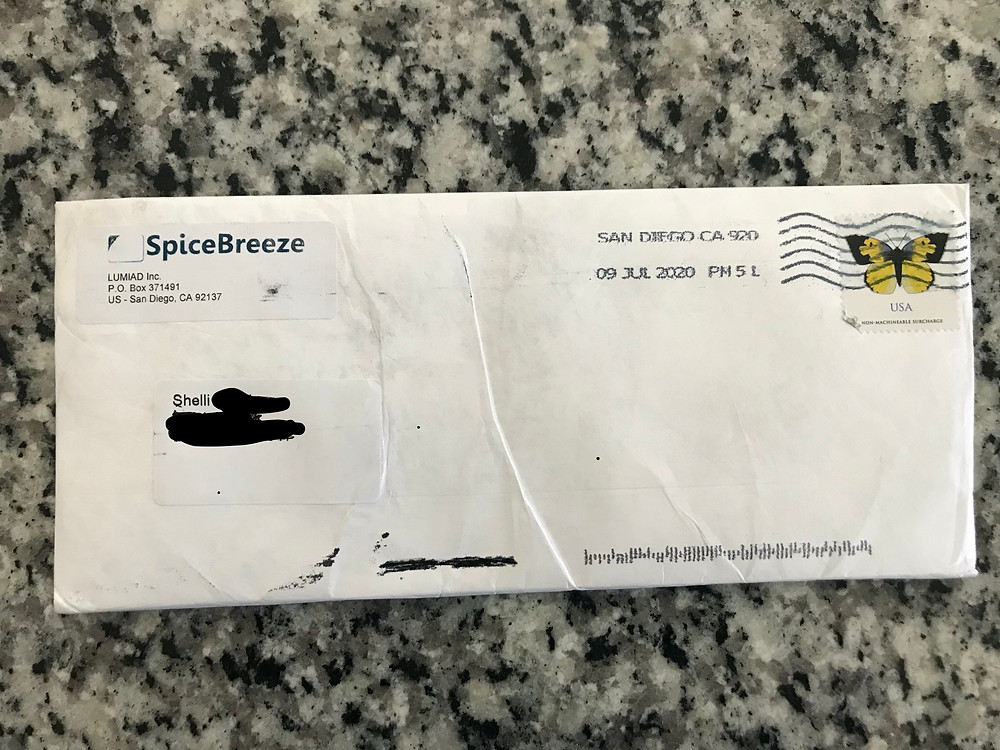 SpiceBreeze
LUMIAD Inc.
P.O. Box 371491
US - San Diego, CA 92137
SAN DIEGO CA 920
09 JUL 2020 PM 5 L
USA
NON-MACHINEABLE SURCHARGE
Shelli